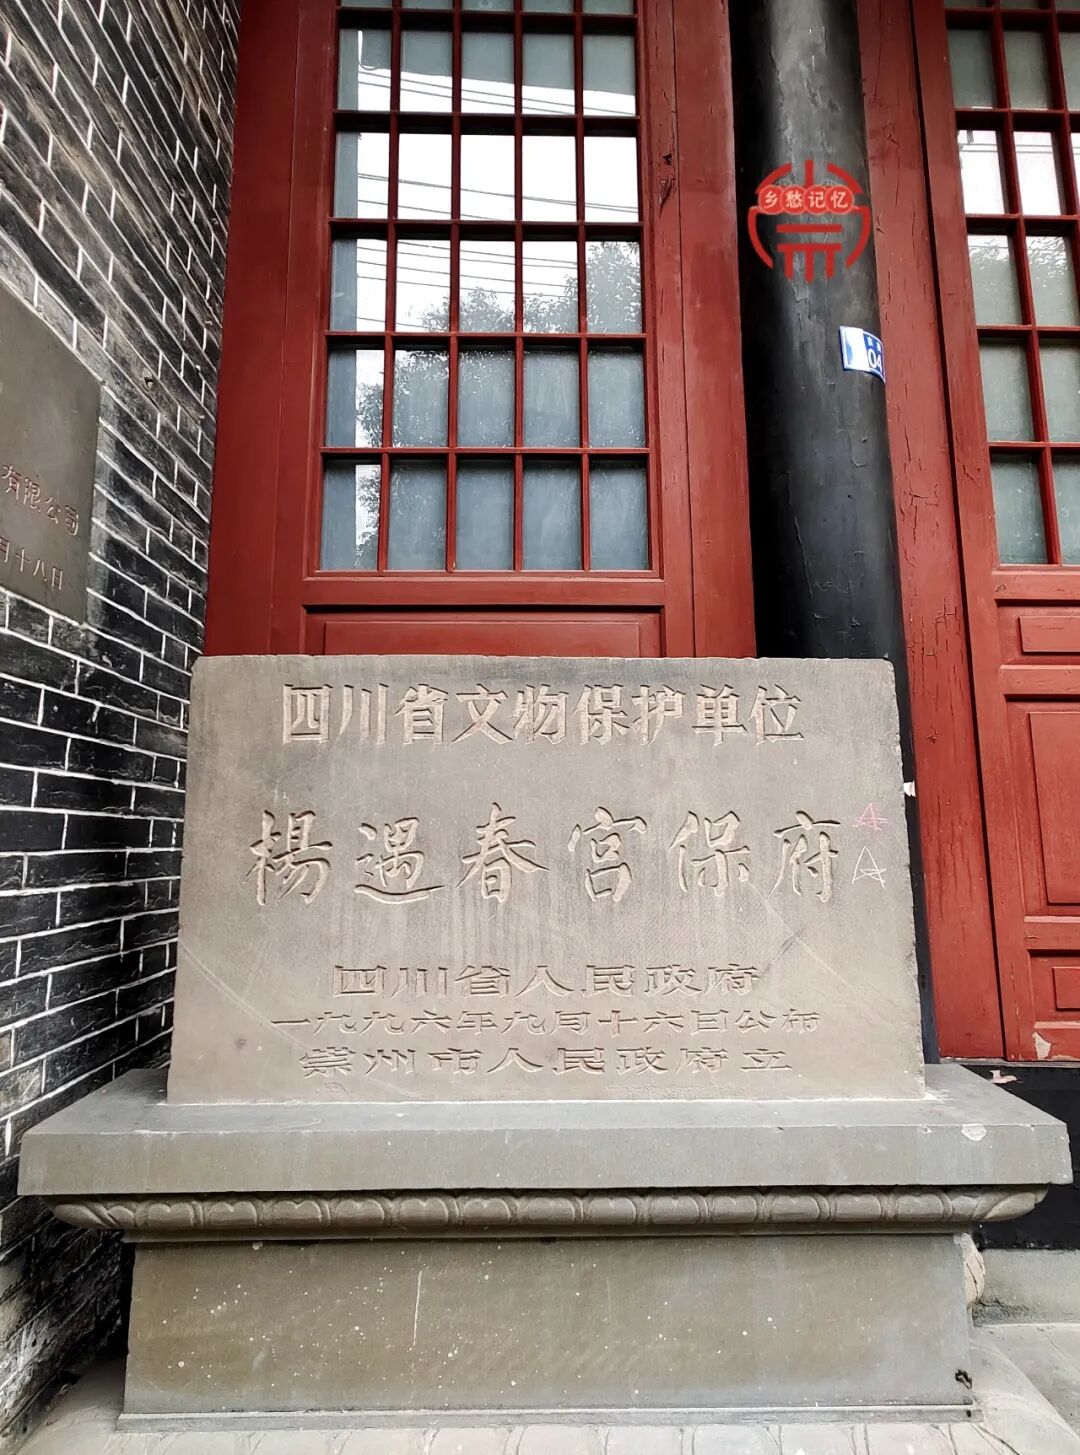 四川省文物保护单位
楊遇春宫保府
四川省人民政府
一九九六年九月十六日公布
崇州市人民政府立
有限公司
月十八日
乡愁记忆
04